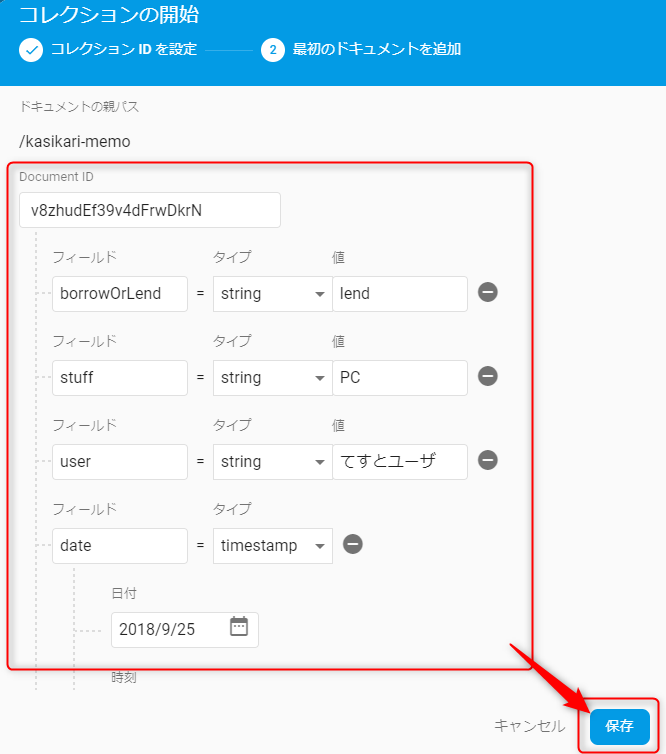 コレクションの開始
コレクション ID を設定
2 最初のドキュメントを追加
ドキュメントの親パス
/kasikari-memo
Document ID
v8zhudEf39v4dFrwDkrN
フィールド タイプ 値
borrowOrLend = string lend
フィールド タイプ 値
stuff = string PC
フィールド タイプ 値
user = string てすとユーザ
フィールド タイプ
date = timestamp
日付
2018/9/25
時刻
キャンセル 保存